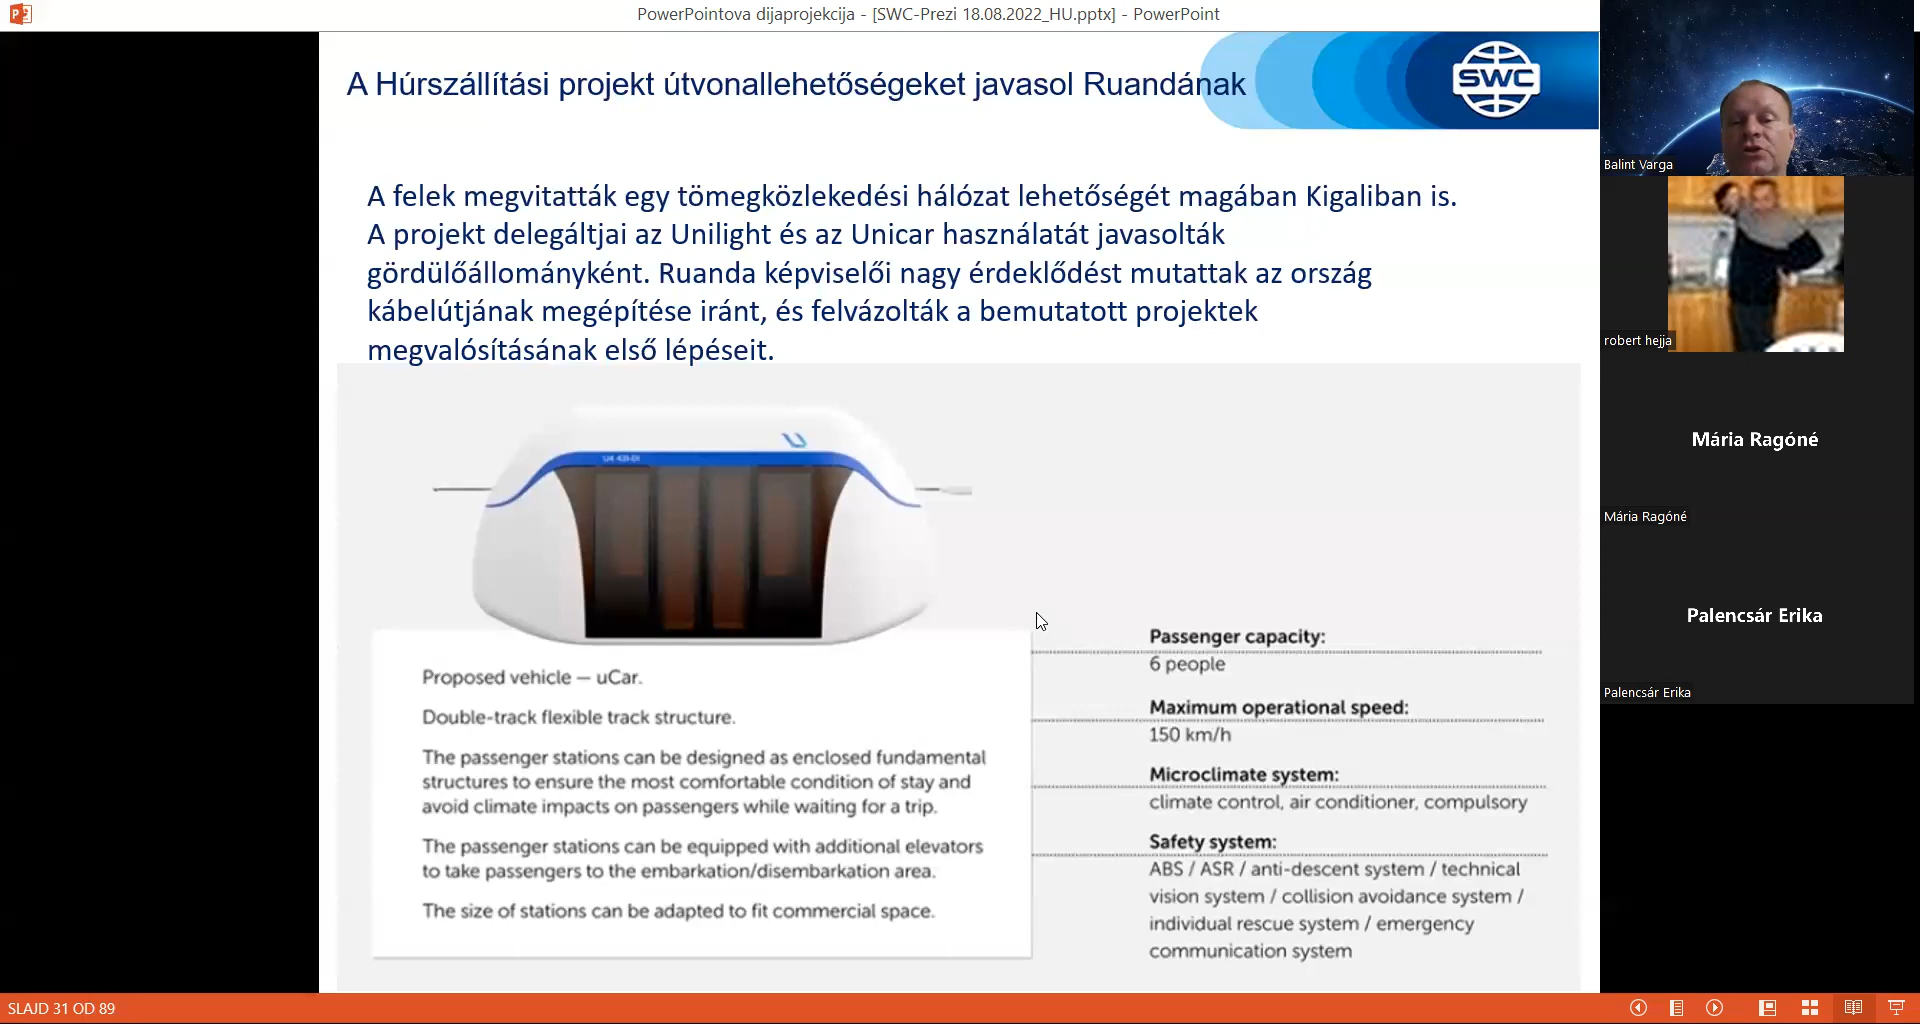 PowerPointova dijaprojekcija - [SWC-Prezi 18.08.2022_HU.pptx] - PowerPoint
A Húrszállítási projekt útvonallehetőségeket javasol Ruandának
SWC
A felek megvitatták egy tömegközlekedési hálózat lehetőségét magában Kigaliban is.
A projekt delegáltjai az Unilight és az Unicar használatát javasolták
gördülőállományként. Ruanda képviselői nagy érdeklődést mutattak az ország
kábelútjának megépítése iránt, és felvázolták a bemutatott projektek
megvalósításának első lépéseit.
Proposed vehicle — uCar.
Double-track flexible track structure.
The passenger stations can be designed as enclosed fundamental
structures to ensure the most comfortable condition of stay and
avoid climate impacts on passengers while waiting for a trip.
The passenger stations can be equipped with additional elevators
to take passengers to the embarkation/disembarkation area.
The size of stations can be adapted to fit commercial space.
Passenger capacity:
6 people
Maximum operational speed:
150 km/h
Microclimate system:
climate control, air conditioner, compulsory
Safety system:
ABS / ASR / anti-descent system / technical
vision system / collision avoidance system /
individual rescue system / emergency
communication system
Balint Varga
robert hejja
Mária Ragóné
Mária Ragóné
Palencsár Erika
Palencsár Erika
SLAJD 31 OD 89